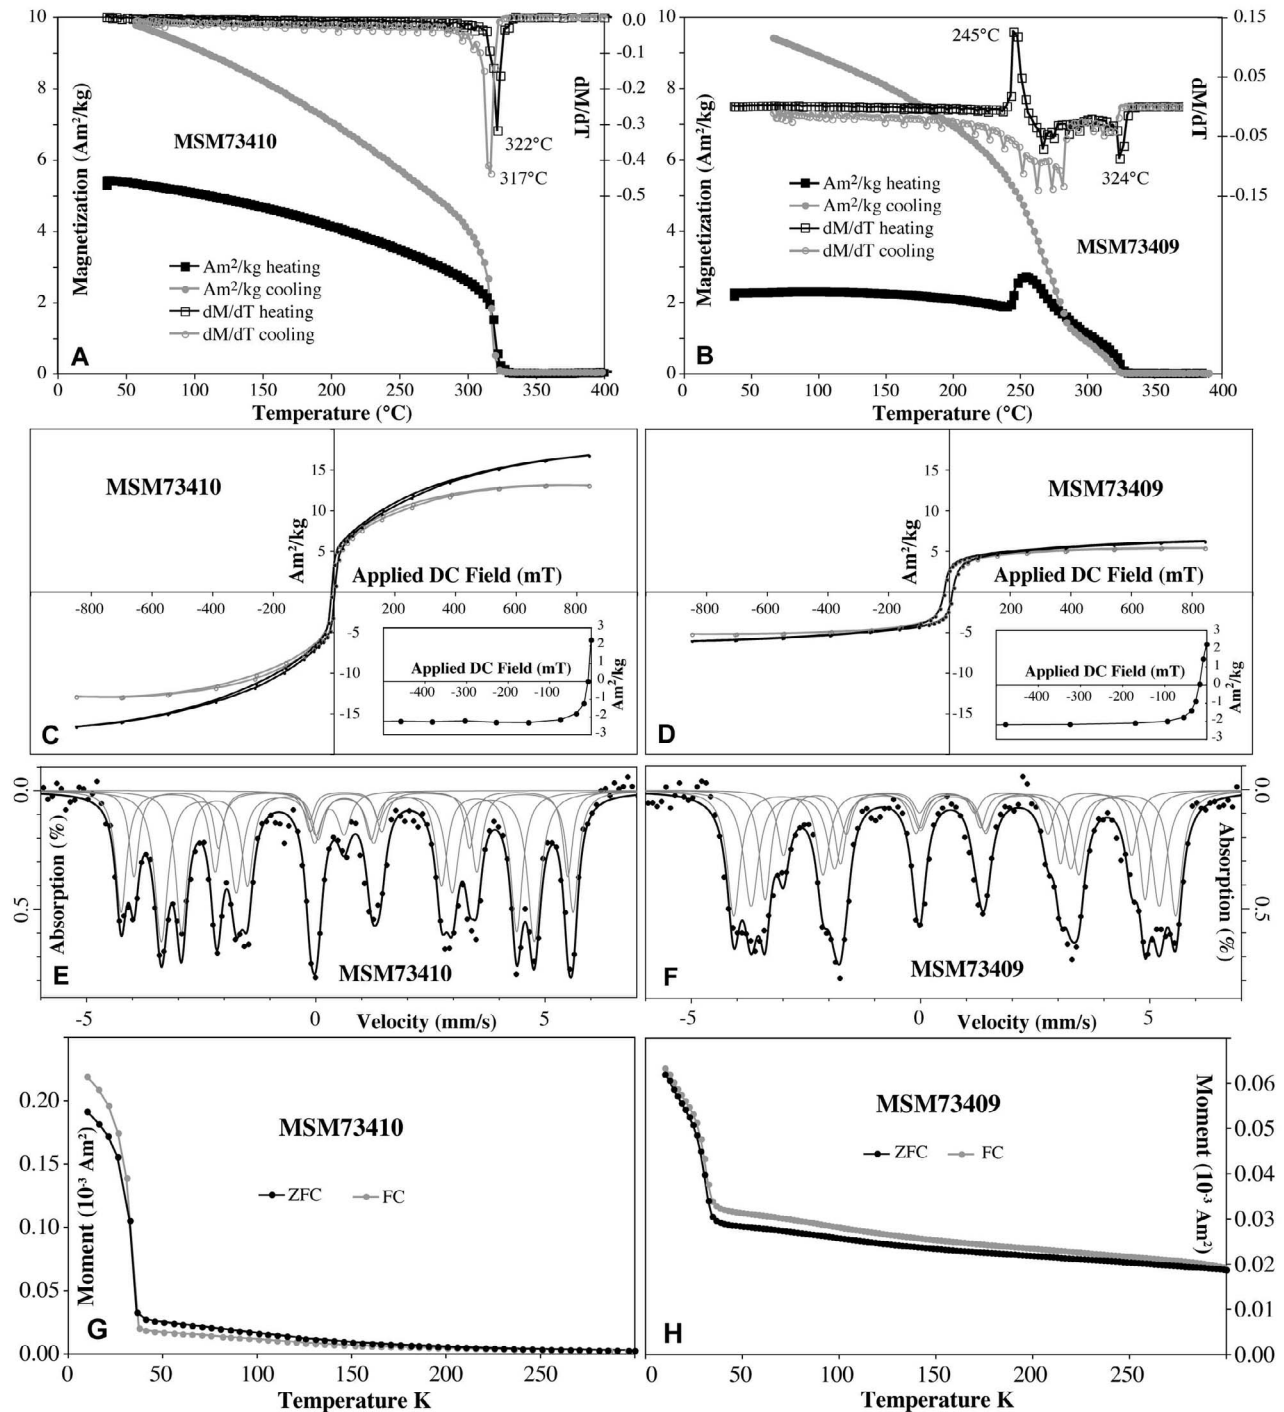 10
8
6
4
2
0
Magnetization (Am²/kg)
MSM73410
322°C
317°C
0.0
-0.1
-0.2
-0.3
-0.4
-0.5
dM/dT
Am²/kg heating
Am²/kg cooling
dM/dT heating
dM/dT cooling
A
0 50 100 150 200 250 300 350 400
Temperature (°C)
10
8
6
4
2
0
Magnetization (Am²/kg)
245°C
324°C
0.15
0.05
-0.05
-0.15
dM/dT
Am²/kg heating
Am²/kg cooling
dM/dT heating
dM/dT cooling
MSM73409
B
0 50 100 150 200 250 300 350 400
Temperature (°C)
MSM73410
15
10
5
Am²/kg
Applied DC Field (mT)
-800 -600 -400 -200 200 400 600 800
-5
-10
-15
Applied DC Field (mT)
-400 -300 -200 -100
3
2
1
0
-1
-2
-3
Am²/kg
C
MSM73409
15
10
5
Am²/kg
Applied DC Field (mT)
-800 -600 -400 -200 200 400 600 800
-5
-10
-15
Applied DC Field (mT)
-400 -300 -200 -100
3
2
1
0
-1
-2
-3
Am²/kg
D
0.0
0.5
Absorption (%)
E
MSM73410
-5 0 5
Velocity (mm/s)
0.0
0.5
Absorption (%)
F
MSM73409
-5 0 5
Velocity (mm/s)
0.20
0.15
0.10
0.05
0.00
Moment (10⁻³ Am²)
MSM73410
ZFC FC
G
0 50 100 150 200 250
Temperature K
MSM73409
ZFC FC
0.06
0.05
0.04
0.03
0.02
0.01
0.00
Moment (10⁻³ Am²)
H
0 50 100 150 200 250
Temperature K